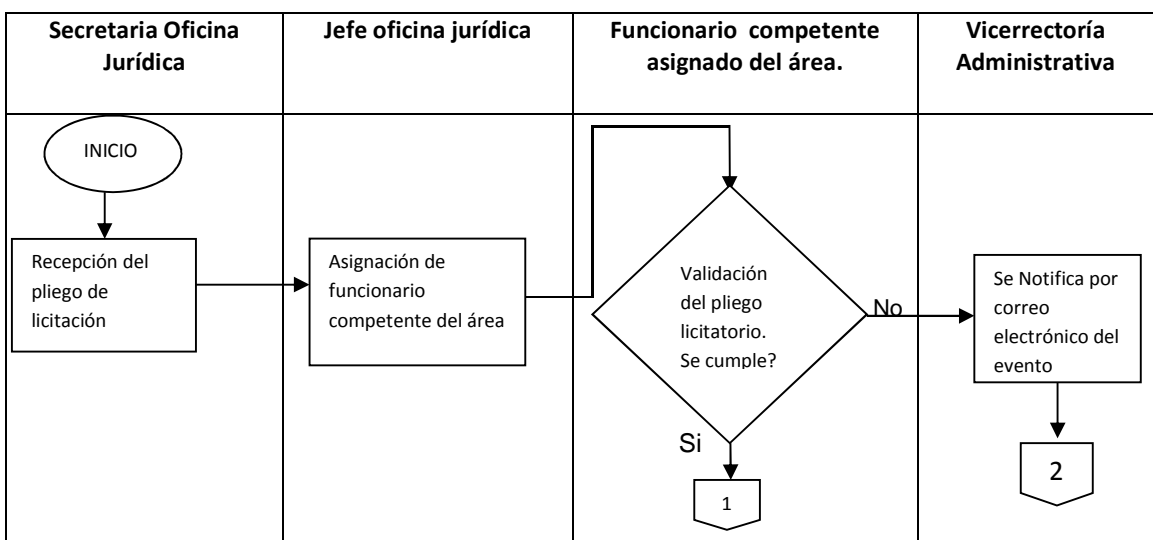 Secretaria Oficina
Jurídica
Jefe oficina jurídica
Funcionario competente
asignado del área.
Vicerrectoría
Administrativa
INICIO
Recepción del
pliego de
licitación
Asignación de
funcionario
competente del área
Validación
del pliego
licitatorio.
Se cumple?
No
Se Notifica por
correo
electrónico del
evento
Si
1
2